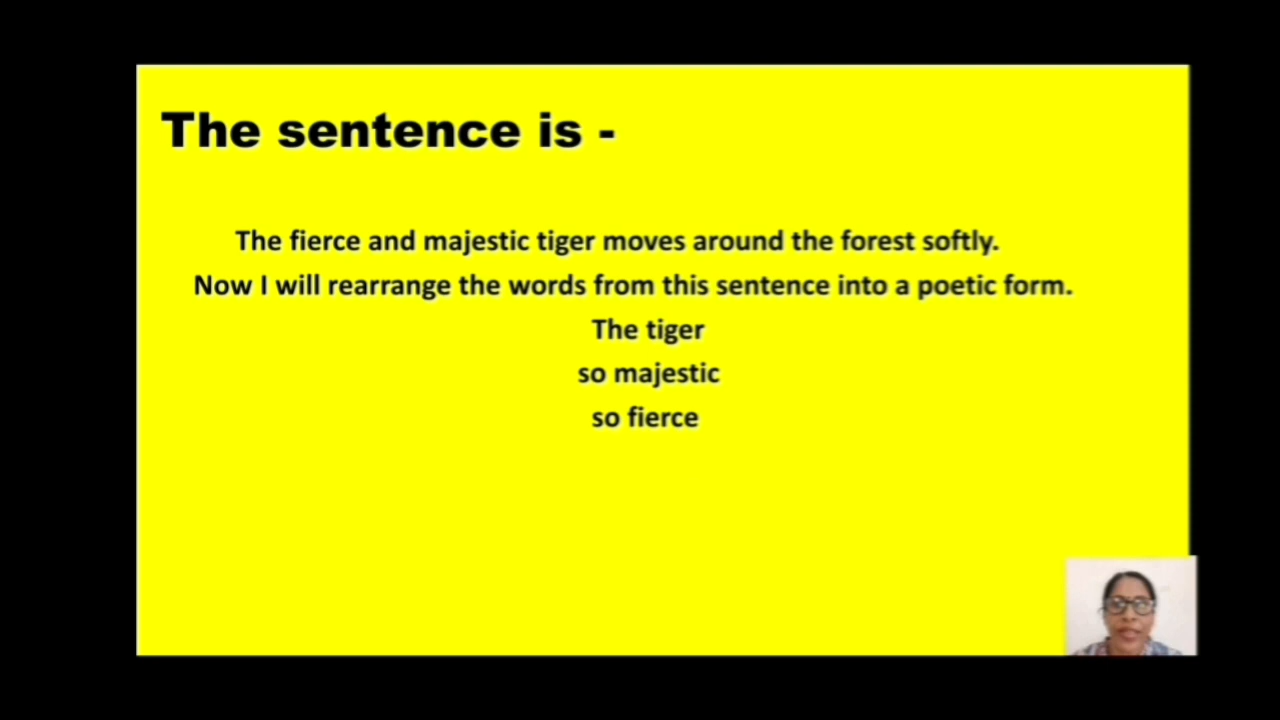 The sentence is -
The fierce and majestic tiger moves around the forest softly.
Now I will rearrange the words from this sentence into a poetic form.
The tiger
so majestic
so fierce